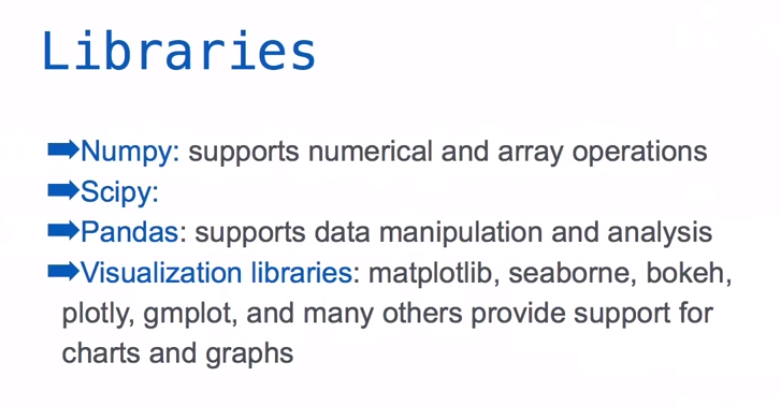 Libraries
➡Numpy: supports numerical and array operations
➡Scipy:
➡Pandas: supports data manipulation and analysis
➡Visualization libraries: matplotlib, seaborne, bokeh,
plotly, gmplot, and many others provide support for
charts and graphs